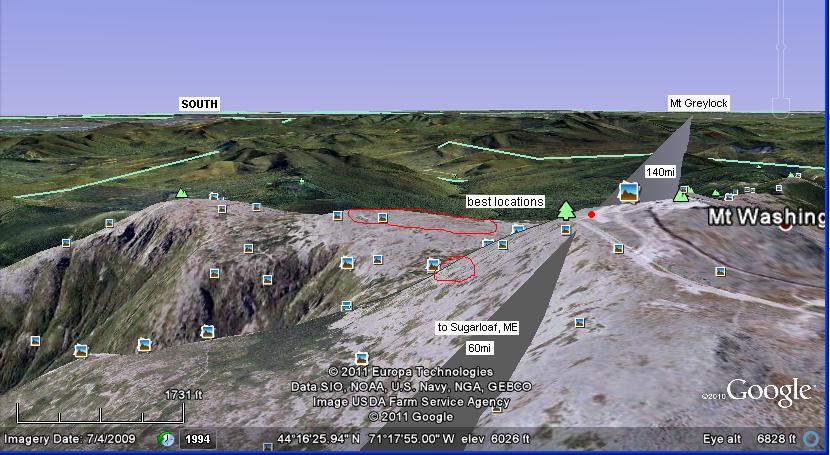 SOUTH
Mt Greylock
140mi
best locations
Mt Washing
to Sugarloaf, ME
60mi
© 2011 Europa Technologies
Data SIO, NOAA, U.S. Navy, NGA, GEBCO
Image USDA Farm Service Agency
© 2011 Google
1731 ft
©2010 Google
Imagery Date: 7/4/2009 1994 44°16'25.94" N 71°17'55.00" W elev 6026 ft Eye alt 6828 ft